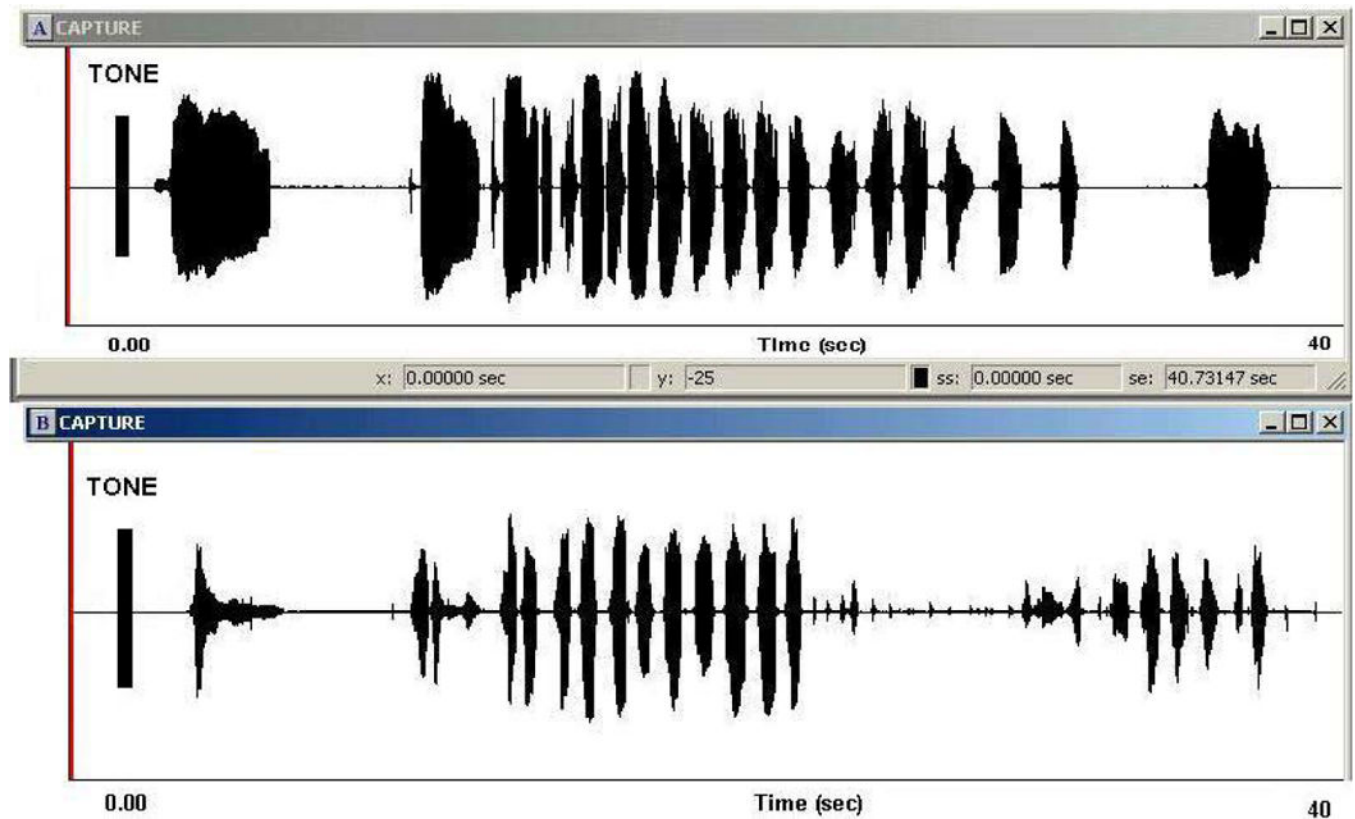 A CAPTURE
TONE
0.00 Time (sec) 40
x: 0.00000 sec y: -25 ss: 0.00000 sec se: 40.73147 sec
B CAPTURE
TONE
0.00 Time (sec) 40